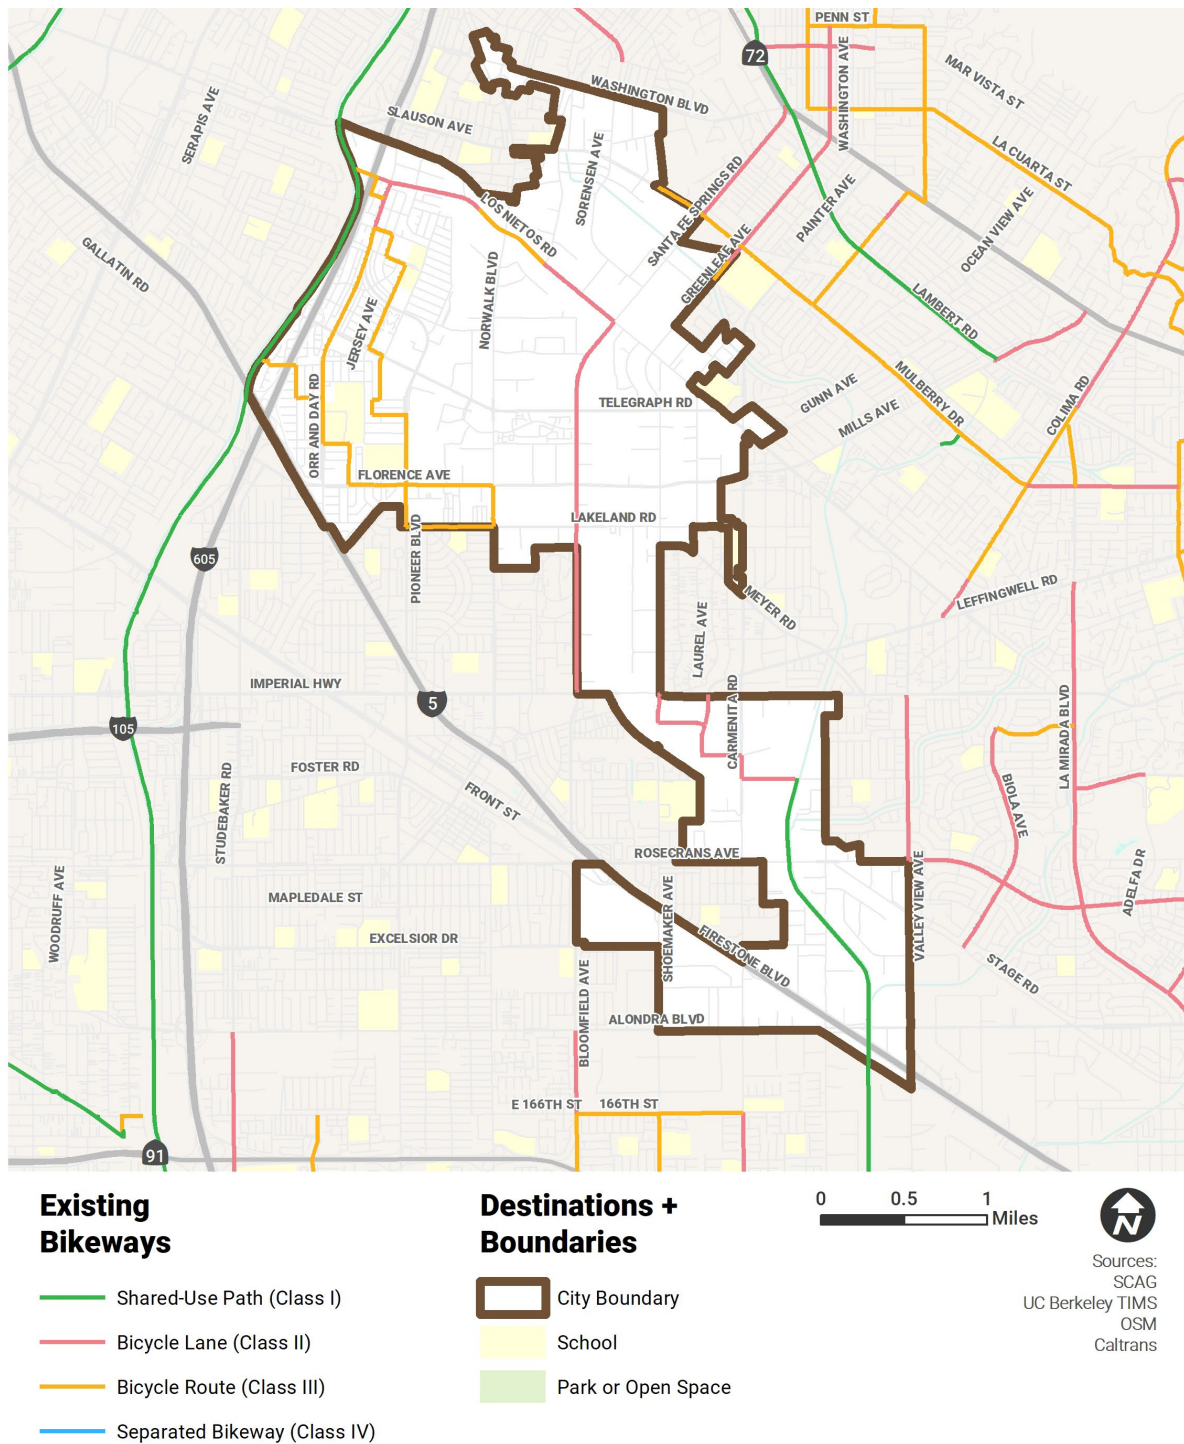 PENN ST
72
WASHINGTON AVE
MAR VISTA ST
WASHINGTON BLVD
SERAPIS AVE
SLAUSON AVE
LA CUARTA ST
SORENSEN AVE
SANTA FE SPRINGS RD
PAINTER AVE
OCEAN VIEW AVE
LOS NIETOS RD
GALLATIN RD
GREENLEAF AVE
NORWALK BLVD
LAMBERT RD
JERSEY AVE
MULBERRY DR
GUNN AVE
TELEGRAPH RD
MILLS AVE
COLIMA RD
ORR AND DAY RD
FLORENCE AVE
LAKELAND RD
605
PIONEER BLVD
LEFFINGWELL RD
MEYER RD
LAUREL AVE
IMPERIAL HWY
5
CARMENITA RD
LA MIRADA BLVD
105
FOSTER RD
STUDEBAKER RD
FRONT ST
BIOLA AVE
ROSECRANS AVE
ADELFA DR
MAPLEDALE ST
WOODRUFF AVE
SHOEMAKER AVE
VALLEY VIEW AVE
EXCELSIOR DR
FIRESTONE BLVD
STAGE RD
BLOOMFIELD AVE
ALONDRA BLVD
E 166TH ST
166TH ST
91
Existing
Bikeways
Shared-Use Path (Class I)
Bicycle Lane (Class II)
Bicycle Route (Class III)
Separated Bikeway (Class IV)
Destinations +
Boundaries
City Boundary
School
Park or Open Space
0 0.5 1
Miles
N
Sources:
SCAG
UC Berkeley TIMS
OSM
Caltrans